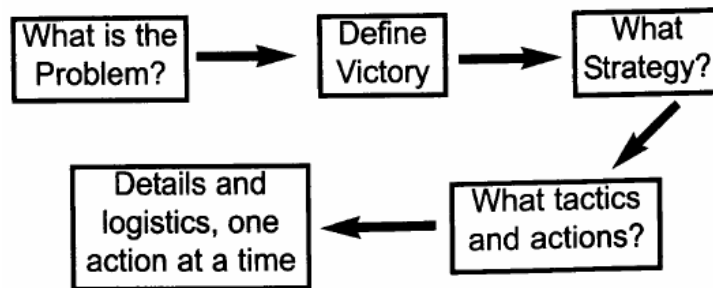 What is the
Problem?
Define
Victory
What
Strategy?
What tactics
and actions?
Details and
logistics, one
action at a time